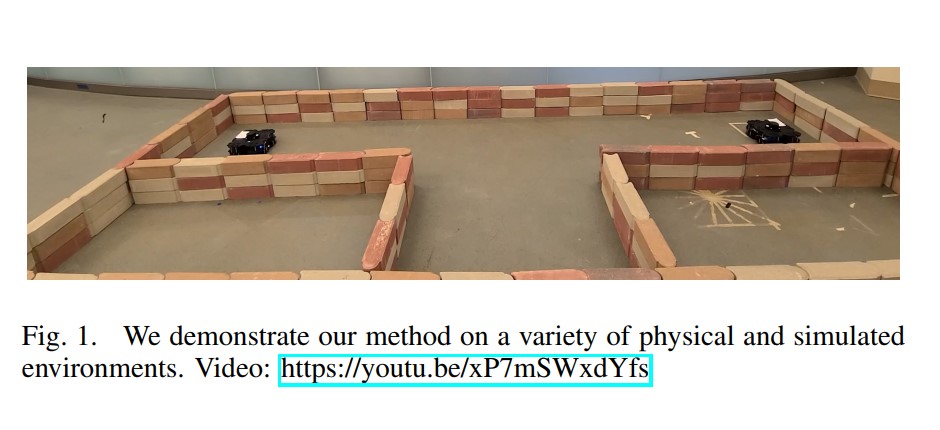 Fig. 1. We demonstrate our method on a variety of physical and simulated
environments. Video: https://youtu.be/xP7mSWxdYfs